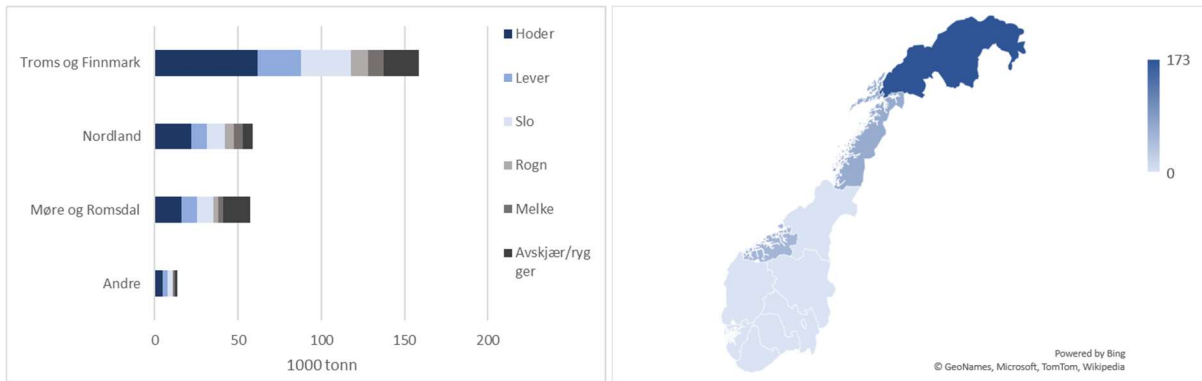 Troms og Finnmark
Nordland
Møre og Romsdal
Andre
0
50
100
150
200
1000 tonn
Hoder
Lever
Slo
Rogn
Melke
Avskjær/ryg
ger
173
0
Powered by Bing
© GeoNames, Microsoft, TomTom, Wikipedia